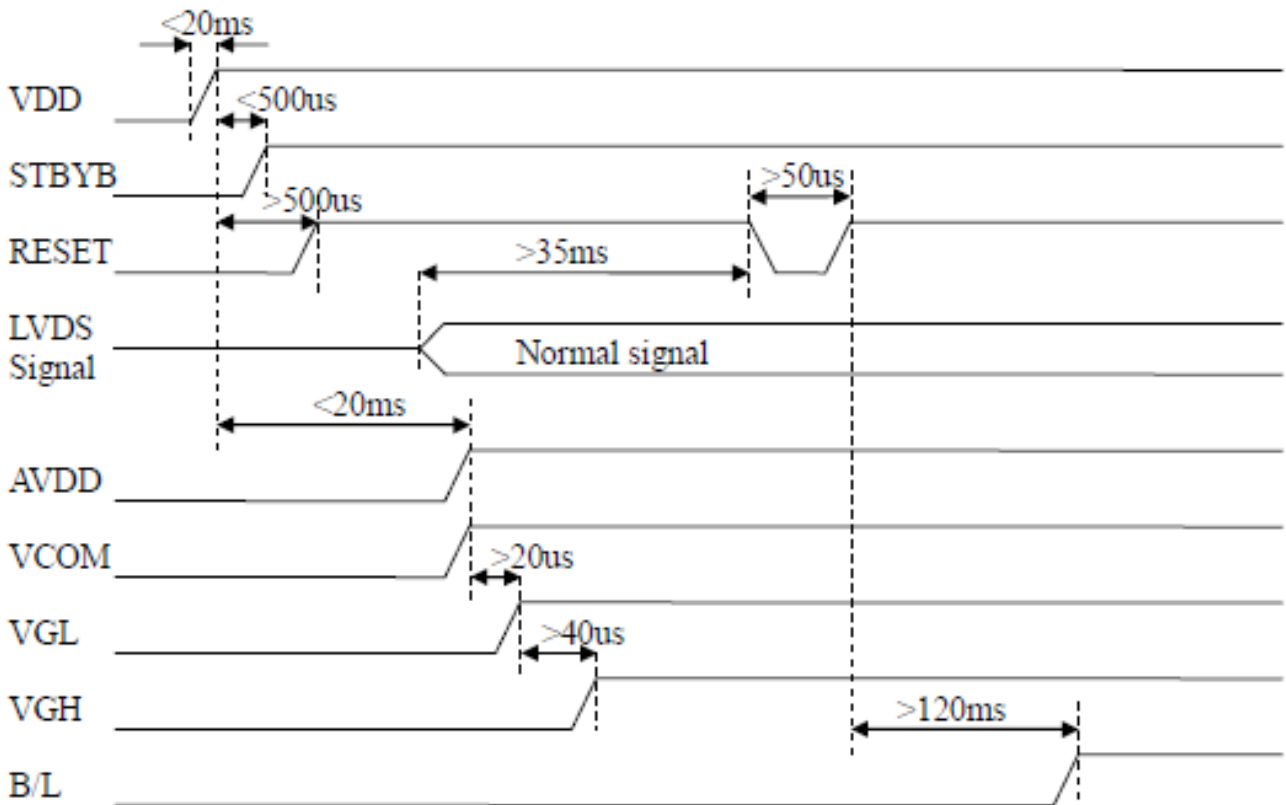 <20ms
VDD
<500us
STBYB
>50us
>500us
RESET
>35ms
LVDS
Signal
Normal signal
<20ms
AVDD
VCOM
>20us
VGL
>40us
VGH
>120ms
B/L